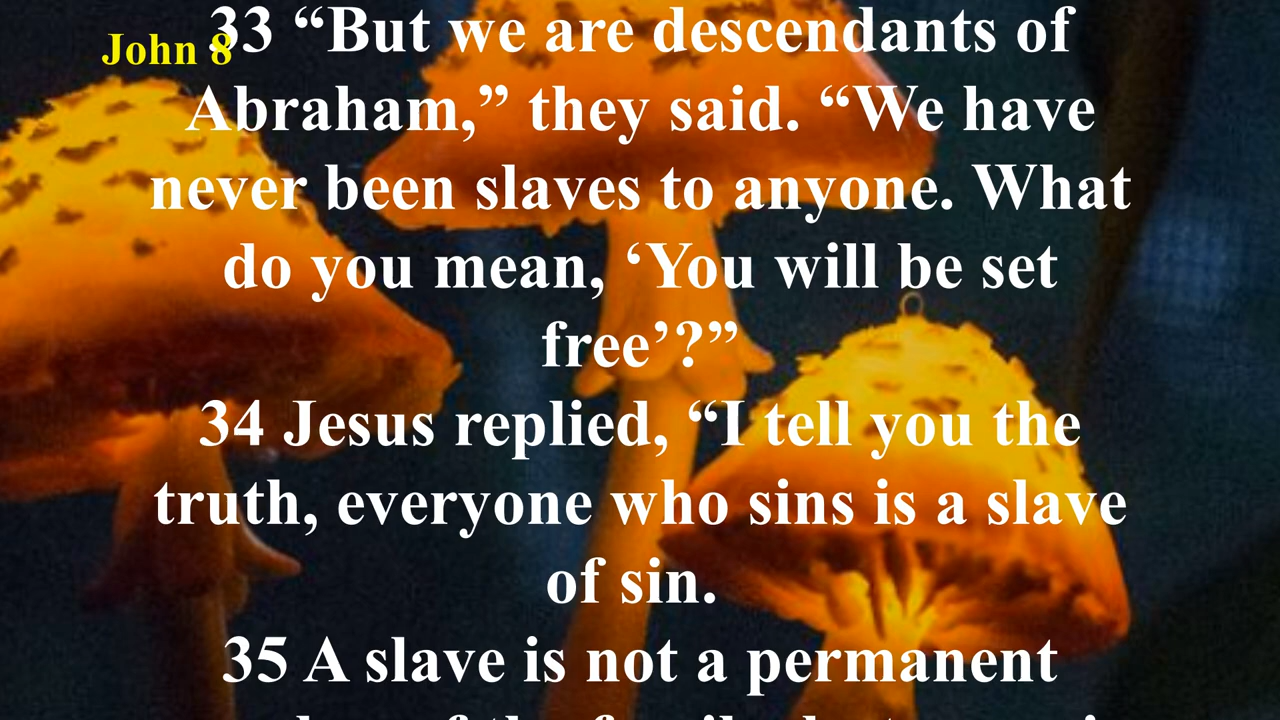 John 8
33 “But we are descendants of
Abraham,” they said. “We have
never been slaves to anyone. What
do you mean, ‘You will be set
free’?”
34 Jesus replied, “I tell you the
truth, everyone who sins is a slave
of sin.
35 A slave is not a permanent